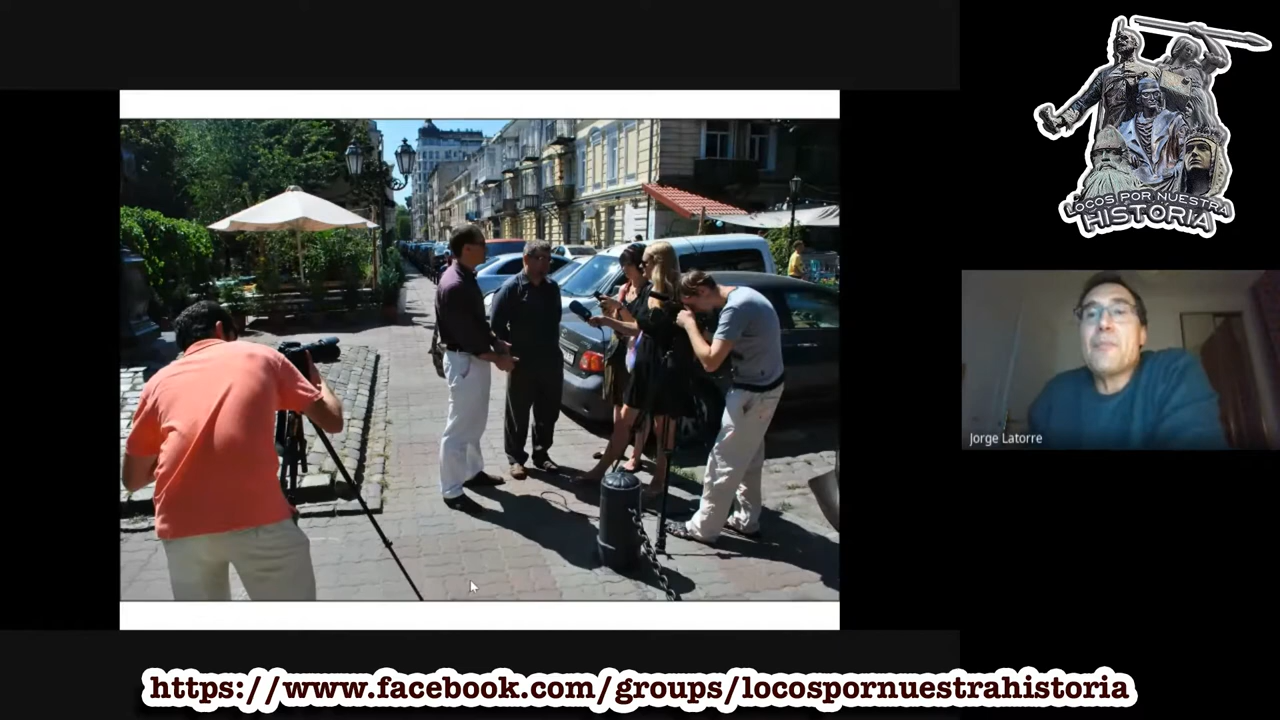 LOCOS POR NUESTRA
HISTORIA
Jorge Latorre
https://www.facebook.com/groups/locospornuestrahistoria